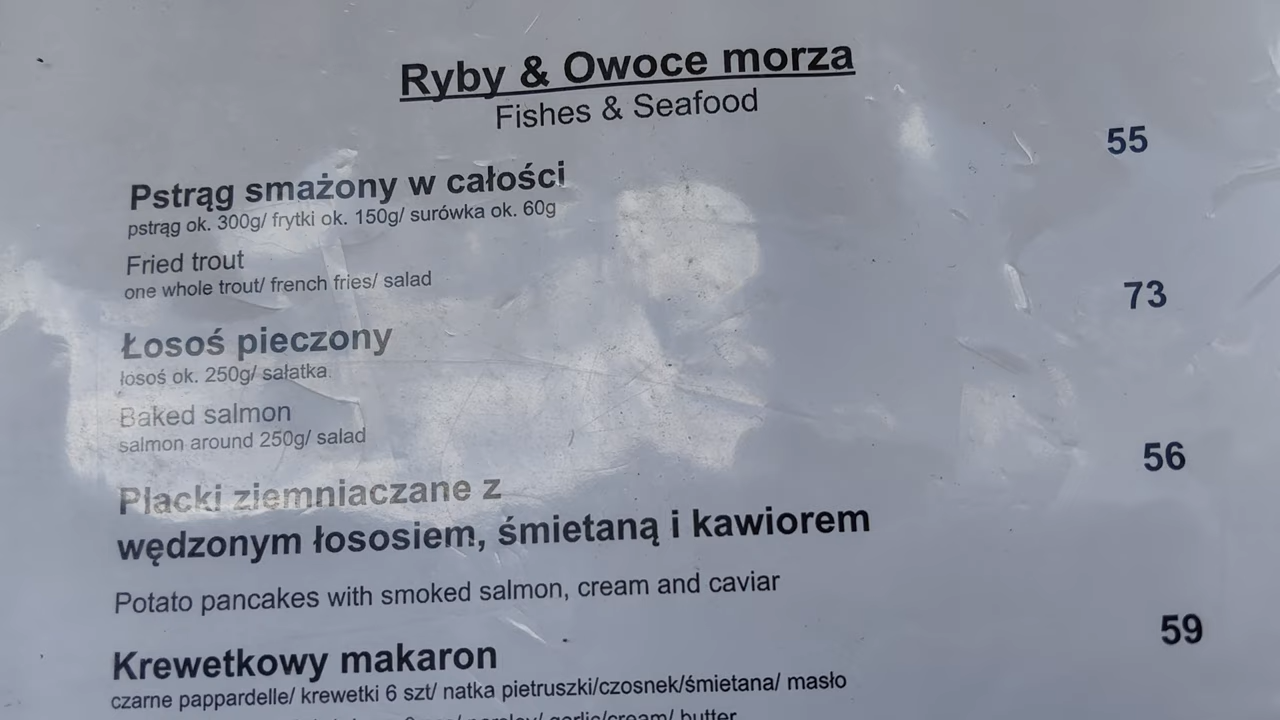 Ryby & Owoce morza
Fishes & Seafood
Pstrąg smażony w całości 55
pstrąg ok. 300g/ frytki ok. 150g/ surówka ok. 60g
Fried trout
one whole trout/ french fries/ salad
Łosoś pieczony 73
łosoś ok. 250g/ sałatka
Baked salmon
salmon around 250g/ salad
Placki ziemniaczane z 56
wędzonym łososiem, śmietaną i kawiorem
Potato pancakes with smoked salmon, cream and caviar
Krewetkowy makaron 59
czarne pappardelle/ krewetki 6 szt/ natka pietruszki/czosnek/śmietana/ masło
parsley/ garlic/cream/ butter